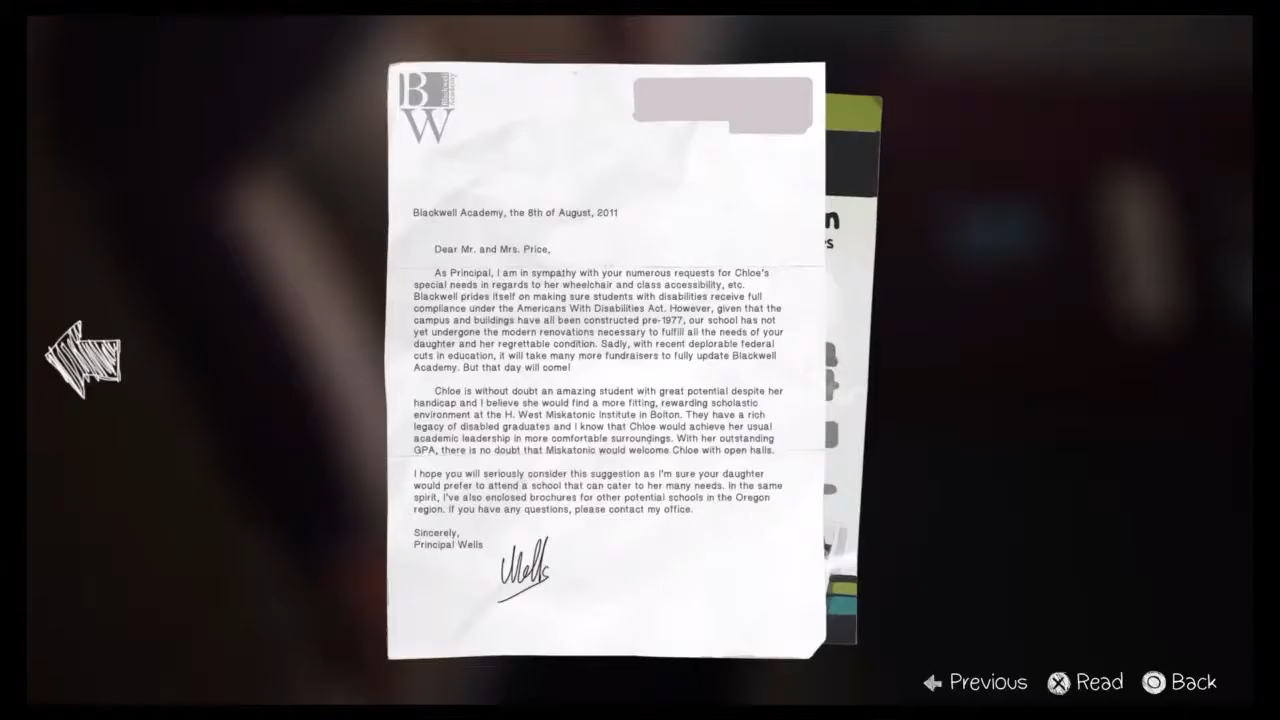 B
Blackwell
Academy
W
Blackwell Academy, the 8th of August, 2011
Dear Mr. and Mrs. Price,
As Principal, I am in sympathy with your numerous requests for Chloe's
special needs in regards to her wheelchair and class accessibility, etc.
Blackwell prides itself on making sure students with disabilities receive full
compliance under the Americans With Disabilities Act. However, given that the
campus and buildings have all been constructed pre-1977, our school has not
yet undergone the modern renovations necessary to fulfill all the needs of your
daughter and her regrettable condition. Sadly, with recent deplorable federal
cuts in education, it will take many more fundraisers to fully update Blackwell
Academy. But that day will come!
Chloe is without doubt an amazing student with great potential despite her
handicap and I believe she would find a more fitting, rewarding scholastic
environment at the H. West Miskatonic Institute in Bolton. They have a rich
legacy of disabled graduates and I know that Chloe would achieve her usual
academic leadership in more comfortable surroundings. With her outstanding
GPA, there is no doubt that Miskatonic would welcome Chloe with open halls.
I hope you will seriously consider this suggestion as I'm sure your daughter
would prefer to attend a school that can cater to her many needs. In the same
spirit, I've also enclosed brochures for other potential schools in the Oregon
region. If you have any questions, please contact my office.
Sincerely,
Principal Wells
Wells
n
s
Previous Read Back